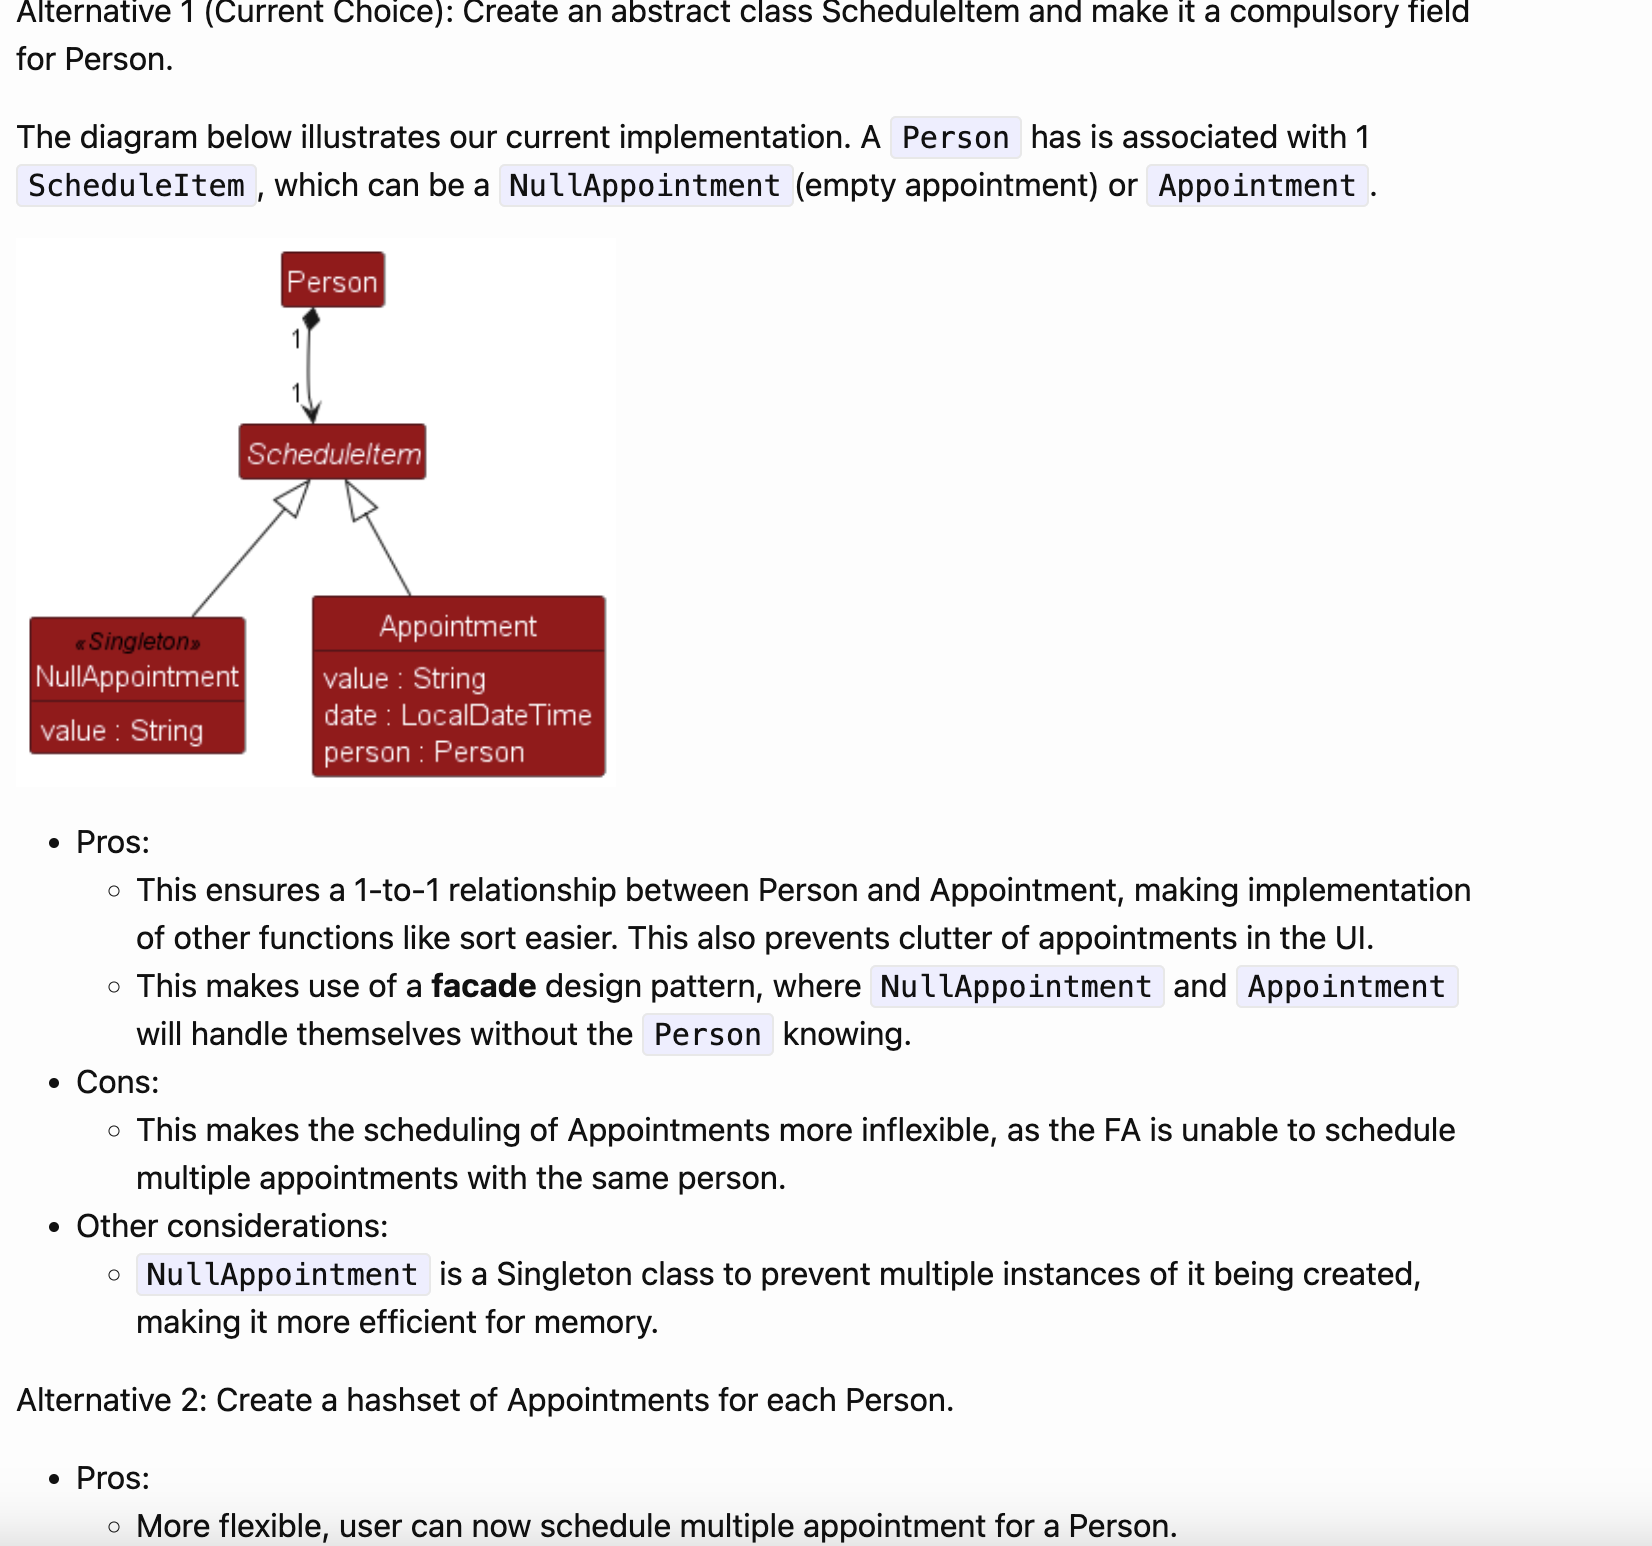 Alternative 1 (Current Choice): Create an abstract class ScheduleItem and make it a compulsory field
for Person.
The diagram below illustrates our current implementation. A Person has is associated with 1
ScheduleItem, which can be a NullAppointment (empty appointment) or Appointment.
Person
1
1
ScheduleItem
«Singleton»
NullAppointment
value : String
Appointment
value : String
date : LocalDateTime
person : Person
• Pros:
◦ This ensures a 1-to-1 relationship between Person and Appointment, making implementation
of other functions like sort easier. This also prevents clutter of appointments in the UI.
◦ This makes use of a facade design pattern, where NullAppointment and Appointment
will handle themselves without the Person knowing.
• Cons:
◦ This makes the scheduling of Appointments more inflexible, as the FA is unable to schedule
multiple appointments with the same person.
• Other considerations:
◦ NullAppointment is a Singleton class to prevent multiple instances of it being created,
making it more efficient for memory.
Alternative 2: Create a hashset of Appointments for each Person.
• Pros:
◦ More flexible, user can now schedule multiple appointment for a Person.